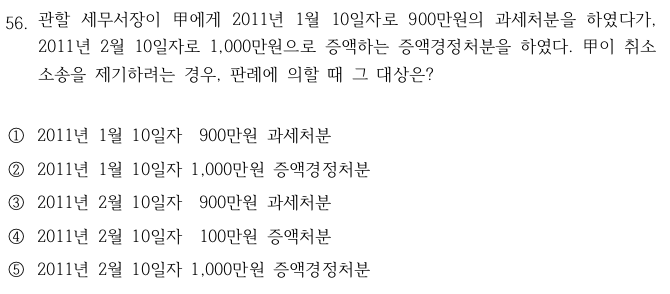 56. 관할 세무서장이 甲에게 2011년 1월 10일자로 900만원의 과세처분을 하였다가,
2011년 2월 10일자로 1,000만원으로 증액하는 증액경정처분을 하였다. 甲이 취소
소송을 제기하려는 경우, 판례에 의할 때 그 대상은?
① 2011년 1월 10일자 900만원 과세처분
② 2011년 1월 10일자 1,000만원 증액경정처분
③ 2011년 2월 10일자 900만원 과세처분
④ 2011년 2월 10일자 100만원 증액처분
⑤ 2011년 2월 10일자 1,000만원 증액경정처분